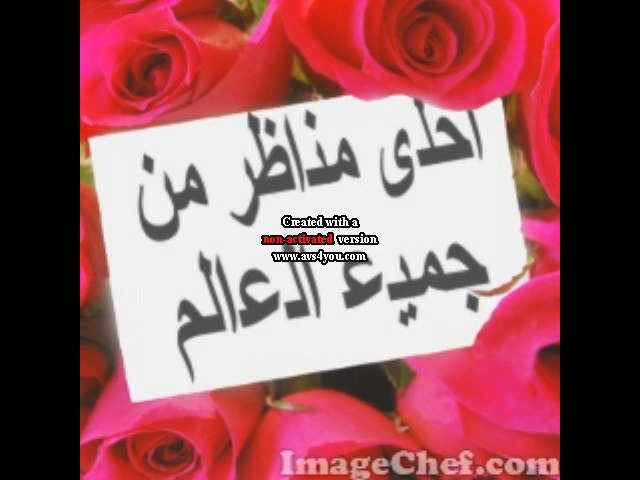 احلى مناظر من
جميع العالم
Created with a
non-activated version
www.avs4you.com
ImageChef.com